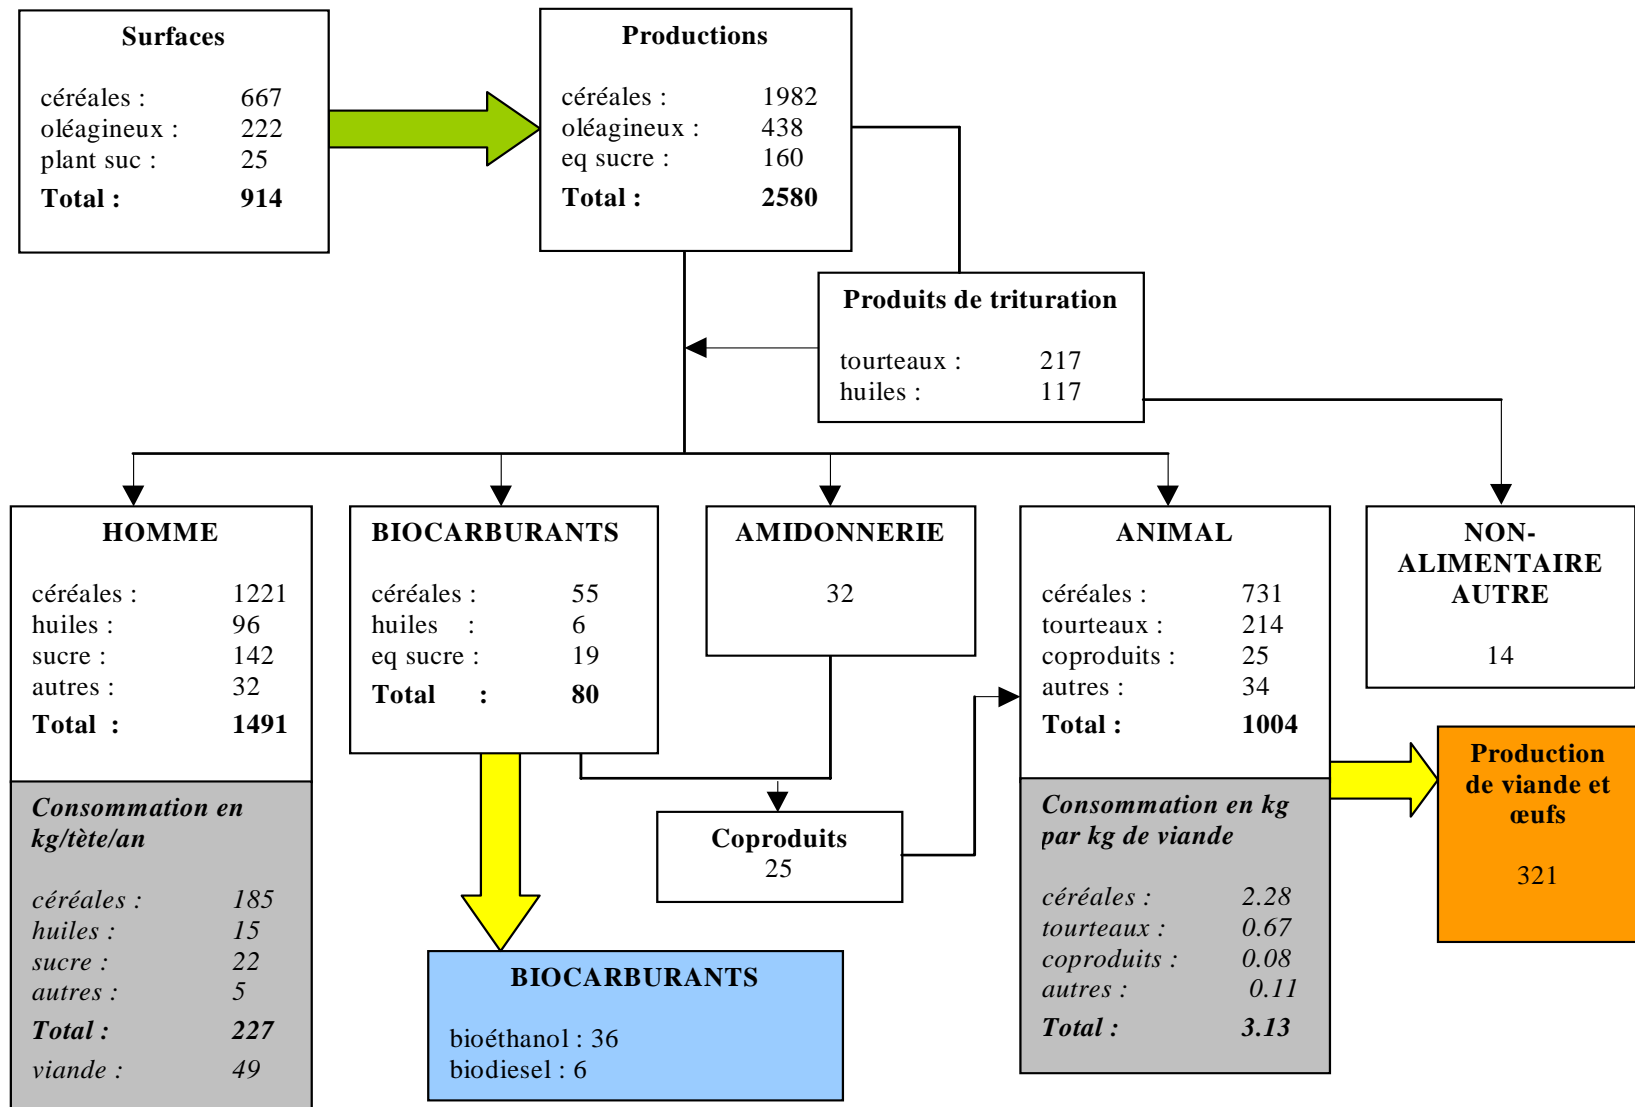 Surfaces
céréales : 667
oléagineux : 222
plant suc : 25
Total : 914
Productions
céréales : 1982
oléagineux : 438
eq sucre : 160
Total : 2580
Produits de trituration
tourteaux : 217
huiles : 117
HOMME
céréales : 1221
huiles : 96
sucre : 142
autres : 32
Total : 1491
Consommation en
kg/tète/an
céréales : 185
huiles : 15
sucre : 22
autres : 5
Total : 227
viande : 49
BIOCARBURANTS
céréales : 55
huiles : 6
eq sucre : 19
Total : 80
AMIDONNERIE
32
ANIMAL
céréales : 731
tourteaux : 214
coproduits : 25
autres : 34
Total : 1004
Consommation en kg
par kg de viande
céréales : 2.28
tourteaux : 0.67
coproduits : 0.08
autres : 0.11
Total : 3.13
NON-
ALIMENTAIRE
AUTRE
14
Production
de viande et
œufs
321
Coproduits
25
BIOCARBURANTS
bioéthanol : 36
biodiesel : 6